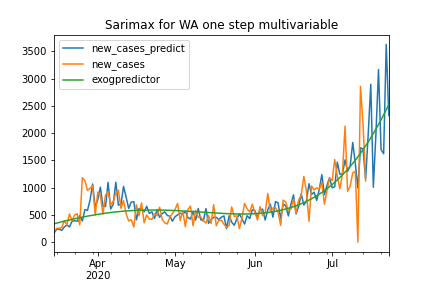 Sarimax for WA one step multivariable
new_cases_predict
new_cases
exogpredictor
3500
3000
2500
2000
1500
1000
500
0
Apr
2020
May
Jun
Jul